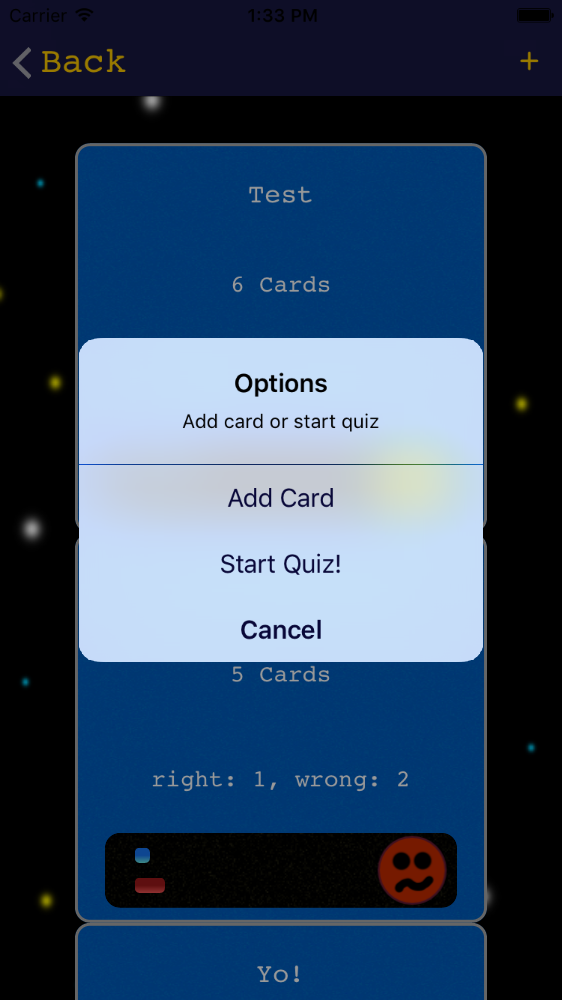 Carrier 1:33 PM
Back +
Test
6 Cards
Options
Add card or start quiz
Add Card
Start Quiz!
Cancel
5 Cards
right: 1, wrong: 2
Yo!